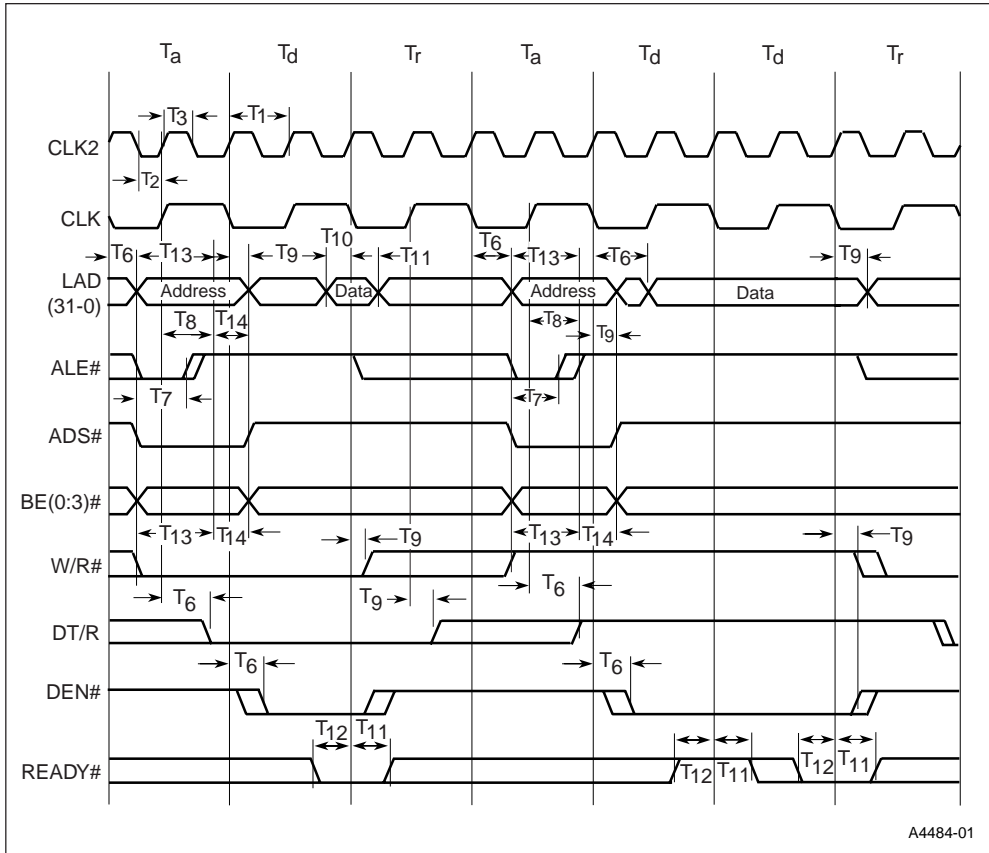 Ta Td Tr Ta Td Td Tr
T3 T1
CLK2
T2
CLK
T6 T13 T9 T10 T11 T6 T13 T6 T9
LAD
(31-0)
Address Data Address Data
T8 T14 T8 T9
ALE#
T7 T7
ADS#
BE(0:3)#
T13 T14 T9 T13 T14 T9
W/R#
T6 T9 T6
DT/R
T6 T6
DEN#
T12 T11
READY#
T12 T11 T12 T11
A4484-01